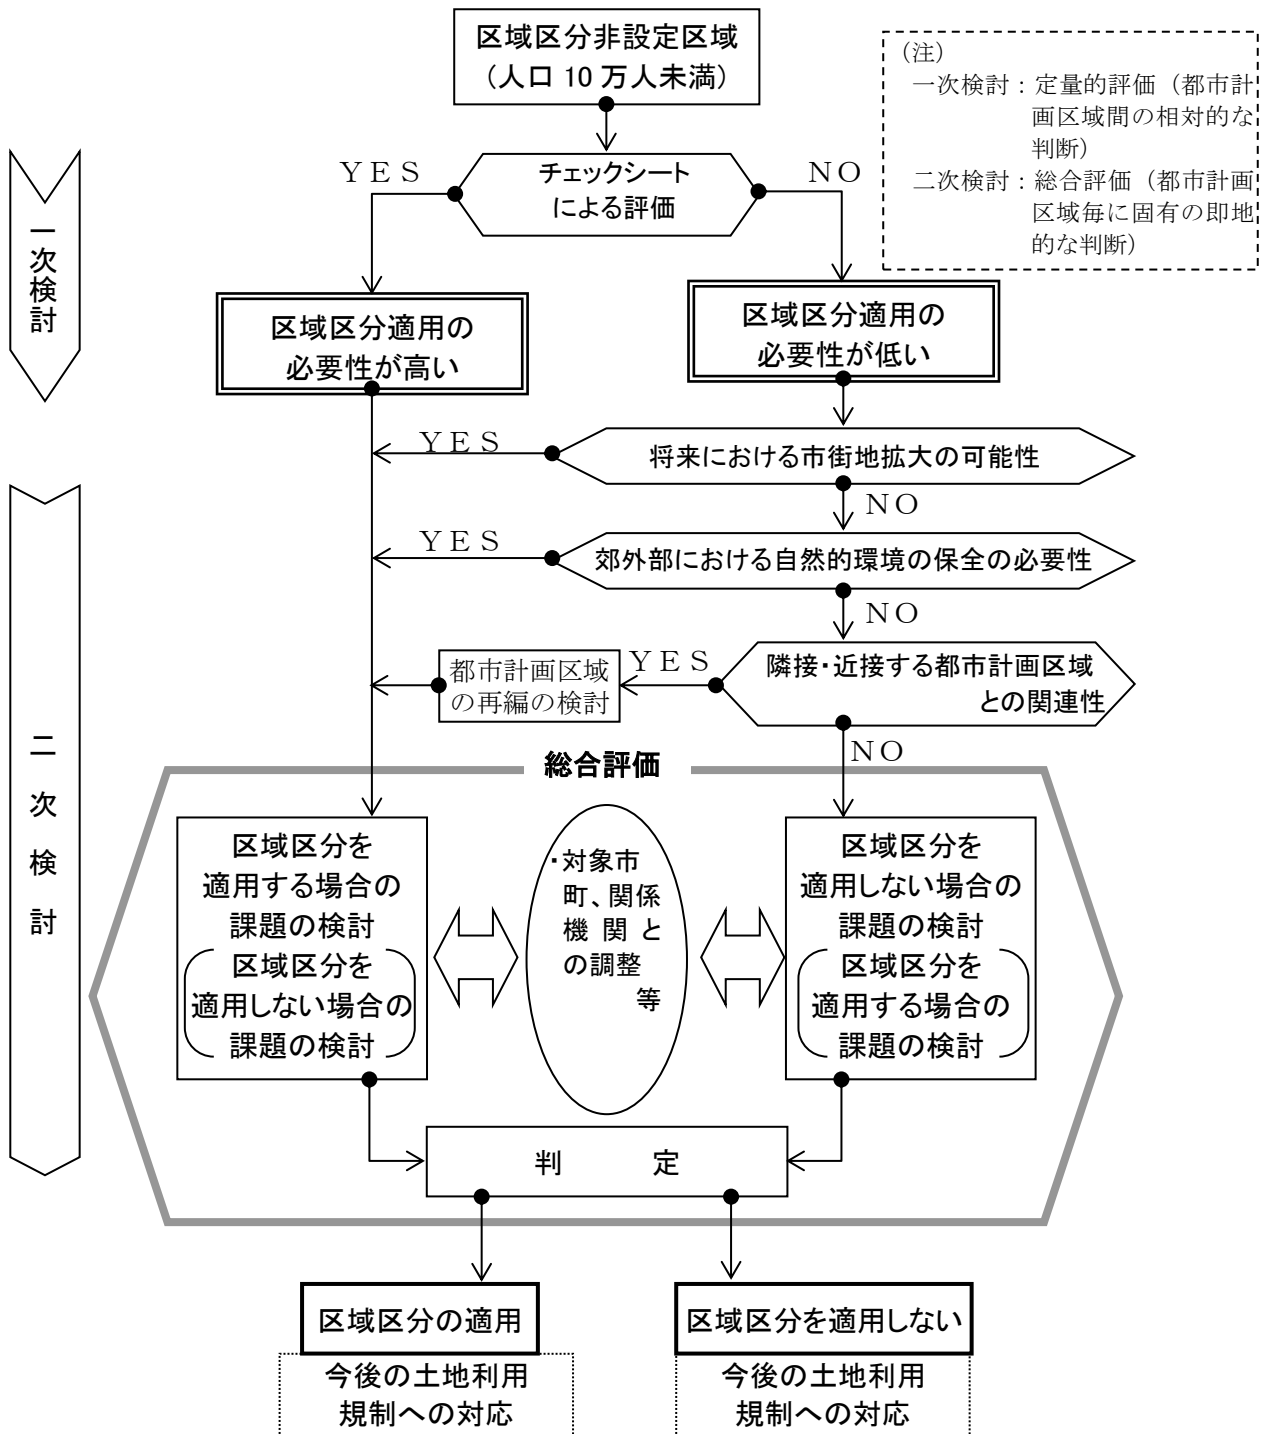 区域区分非設定区域
（人口 10 万人未満）
（注）
一次検討：定量的評価（都市計
画区域間の相対的な
判断）
二次検討：総合評価（都市計画
区域毎に固有の即地
的な判断）
一次検討
YES
チェックシート
による評価
NO
区域区分適用の
必要性が高い
区域区分適用の
必要性が低い
YES
将来における市街地拡大の可能性
NO
YES
郊外部における自然的環境の保全の必要性
NO
二次検討
都市計画区域
の再編の検討
YES
隣接・近接する都市計画区域
との関連性
NO
総合評価
区域区分を
適用する場合の
課題の検討
区域区分を
適用しない場合の
課題の検討
・対象市
町、関係
機関と
の調整
等
区域区分を
適用しない場合の
課題の検討
区域区分を
適用する場合の
課題の検討
判　定
区域区分の適用
区域区分を適用しない
今後の土地利用
規制への対応
今後の土地利用
規制への対応